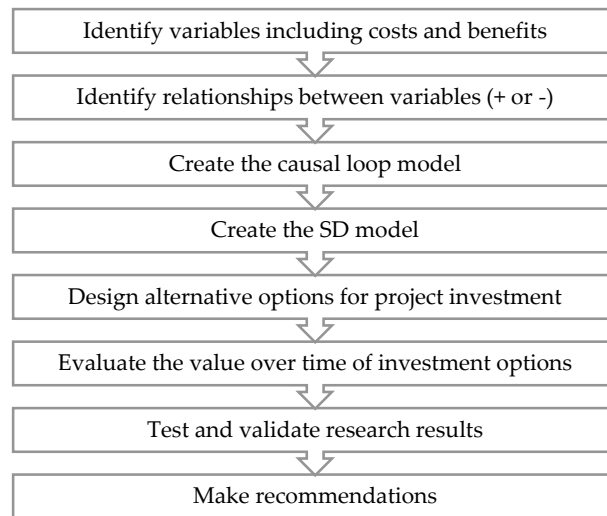 Identify variables including costs and benefits
Identify relationships between variables (+ or -)
Create the causal loop model
Create the SD model
Design alternative options for project investment
Evaluate the value over time of investment options
Test and validate research results
Make recommendations